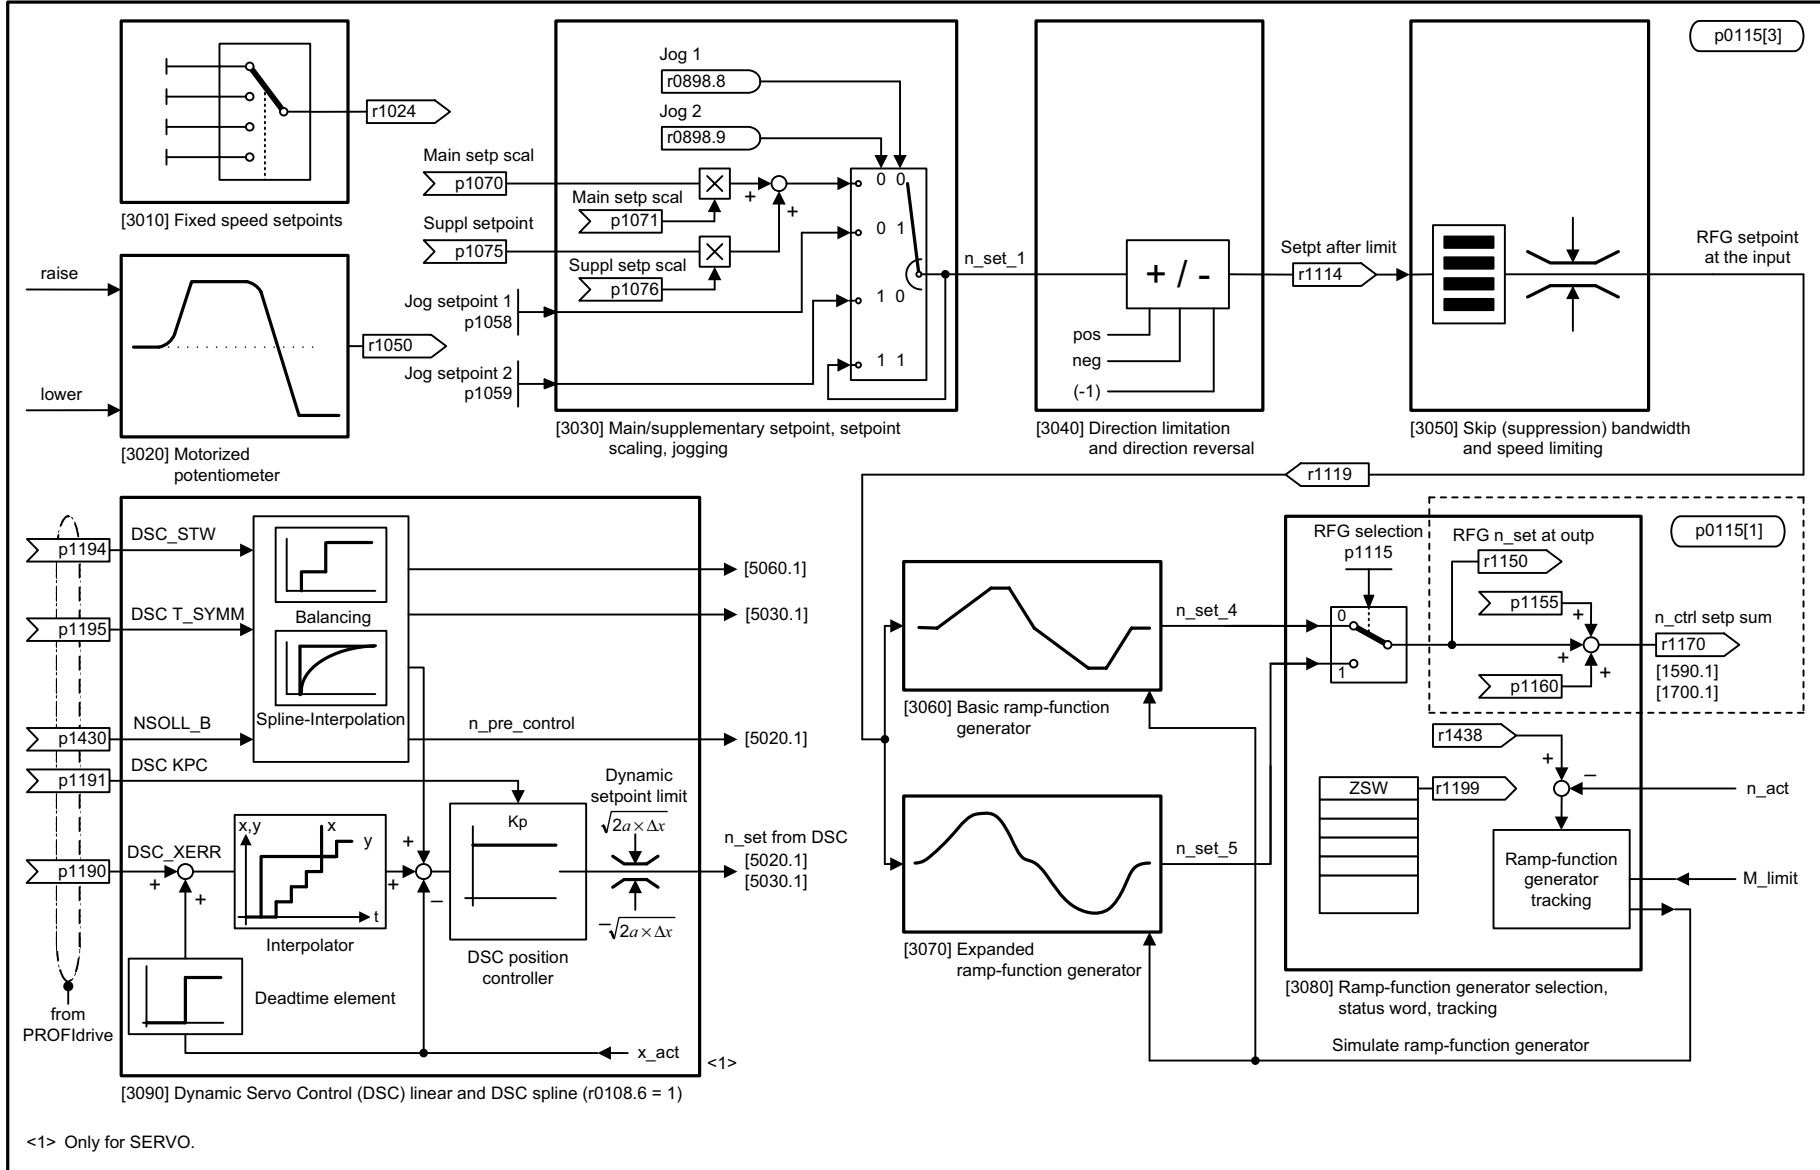 p0115[3]
r1024
[3010] Fixed speed setpoints
raise
lower
r1050
[3020] Motorized
potentiometer
Jog 1
r0898.8
Jog 2
r0898.9
Main setp scal
p1070
Main setp scal
p1071
Suppl setpoint
p1075
Suppl setp scal
p1076
Jog setpoint 1
p1058
Jog setpoint 2
p1059
+
+
0 0
0 1
1 0
1 1
n_set_1
[3030] Main/supplementary setpoint, setpoint
scaling, jogging
+ / -
pos
neg
(-1)
[3040] Direction limitation
and direction reversal
Setpt after limit
r1114
[3050] Skip (suppression) bandwidth
and speed limiting
RFG setpoint
at the input
r1119
p1194
DSC_STW
p1195
DSC T_SYMM
p1430
NSOLL_B
p1191
DSC KPC
p1190
DSC_XERR
from
PROFIdrive
Balancing
Spline-Interpolation
[5060.1]
[5030.1]
n_pre_control
[5020.1]
+
+
x,y
x
y
t
Interpolator
Deadtime element
+
+
–
Kp
DSC position
controller
Dynamic
setpoint limit
√2a × Δx
–√2a × Δx
n_set from DSC
[5020.1]
[5030.1]
x_act
<1>
[3090] Dynamic Servo Control (DSC) linear and DSC spline (r0108.6 = 1)
<1> Only for SERVO.
[3060] Basic ramp-function
generator
n_set_4
[3070] Expanded
ramp-function generator
n_set_5
RFG selection
p1115
0
1
RFG n_set at outp
r1150
p0115[1]
p1155
+
+
n_ctrl setp sum
r1170
[1590.1]
[1700.1]
p1160
+
r1438
+
–
n_act
ZSW
r1199
Ramp-function
generator
tracking
M_limit
[3080] Ramp-function generator selection,
status word, tracking
Simulate ramp-function generator